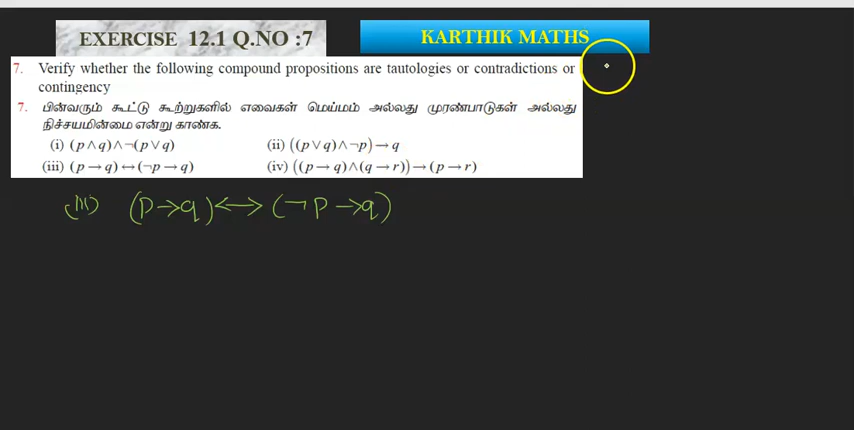 EXERCISE 12.1 Q.NO :7
KARTHIK MATHS
7. Verify whether the following compound propositions are tautologies or contradictions or
contingency
7. பின்வரும் கூட்டு கூற்றுகளில் எவைகள் மெய்மம் அல்லது முரண்பாடுகள் அல்லது
நிச்சயமின்மை என்று காண்க.
(i) (p∧q)∧¬(p∨q) (ii) ((p∨q)∧¬p)→q
(iii) (p→q)↔(¬p→q) (iv) ((p→q)∧(q→r))→(p→r)
(iii) (p→q)↔(¬p→q)